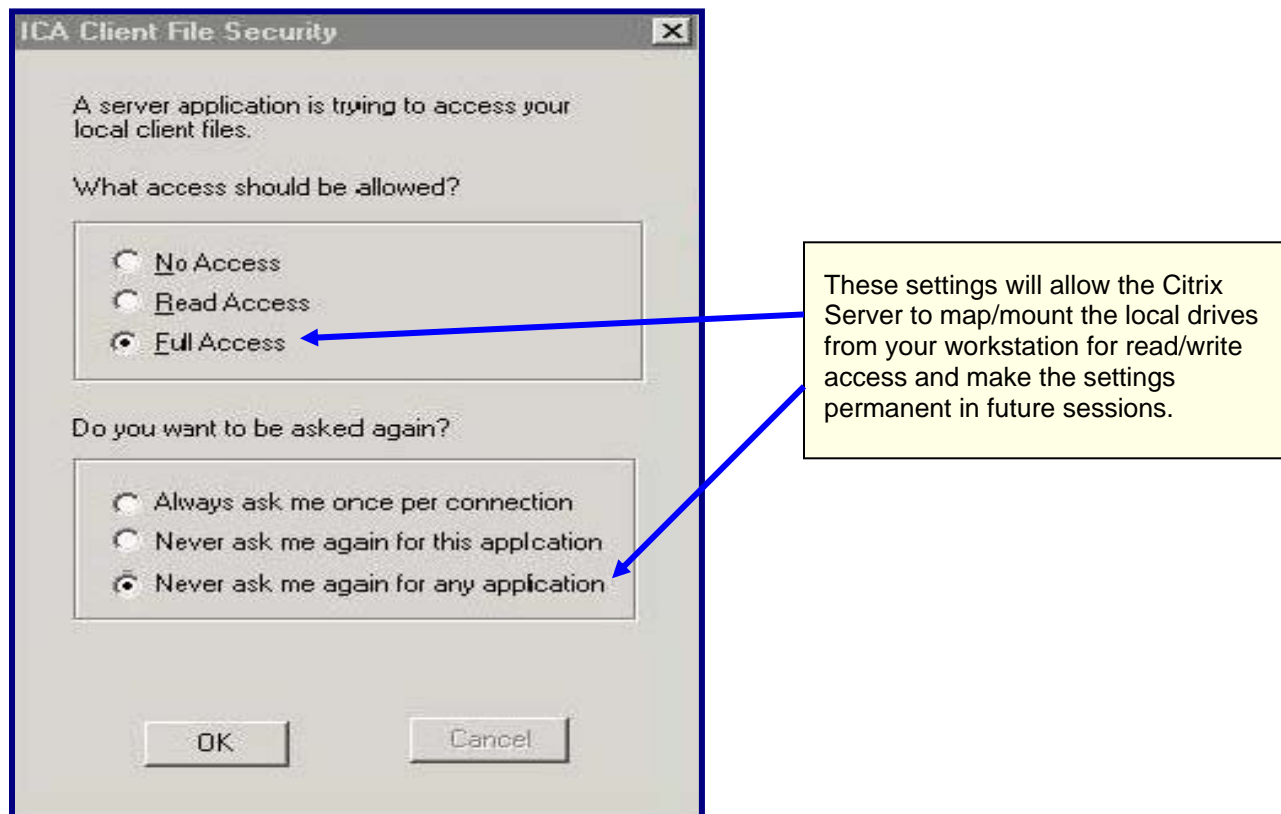 ICA Client File Security
A server application is trying to access your
local client files.
What access should be allowed?
No Access
Read Access
Full Access
Do you want to be asked again?
Always ask me once per connection
Never ask me again for this application
Never ask me again for any application
OK
Cancel
These settings will allow the Citrix
Server to map/mount the local drives
from your workstation for read/write
access and make the settings
permanent in future sessions.